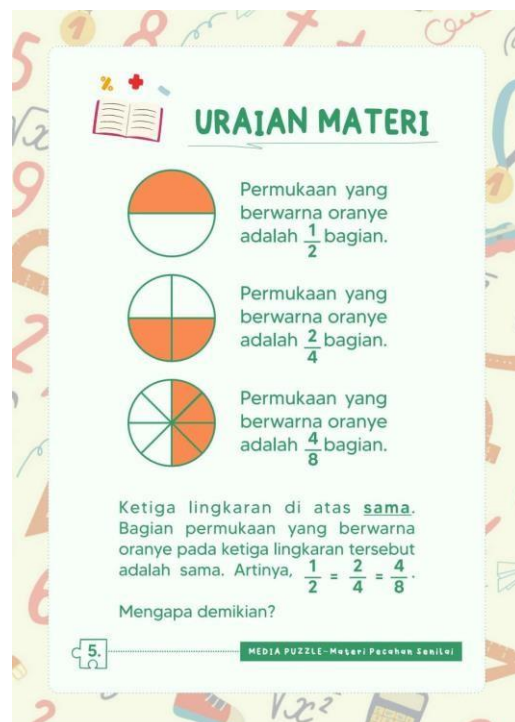 URAIAN MATERI
Permukaan yang
berwarna oranye
adalah 1/2 bagian.
Permukaan yang
berwarna oranye
adalah 2/4 bagian.
Permukaan yang
berwarna oranye
adalah 4/8 bagian.
Ketiga lingkaran di atas sama.
Bagian permukaan yang berwarna
oranye pada ketiga lingkaran tersebut
adalah sama. Artinya, 1/2 = 2/4 = 4/8.
Mengapa demikian?
5.
MEDIA PUZZLE-Materi Pecahan Senilai